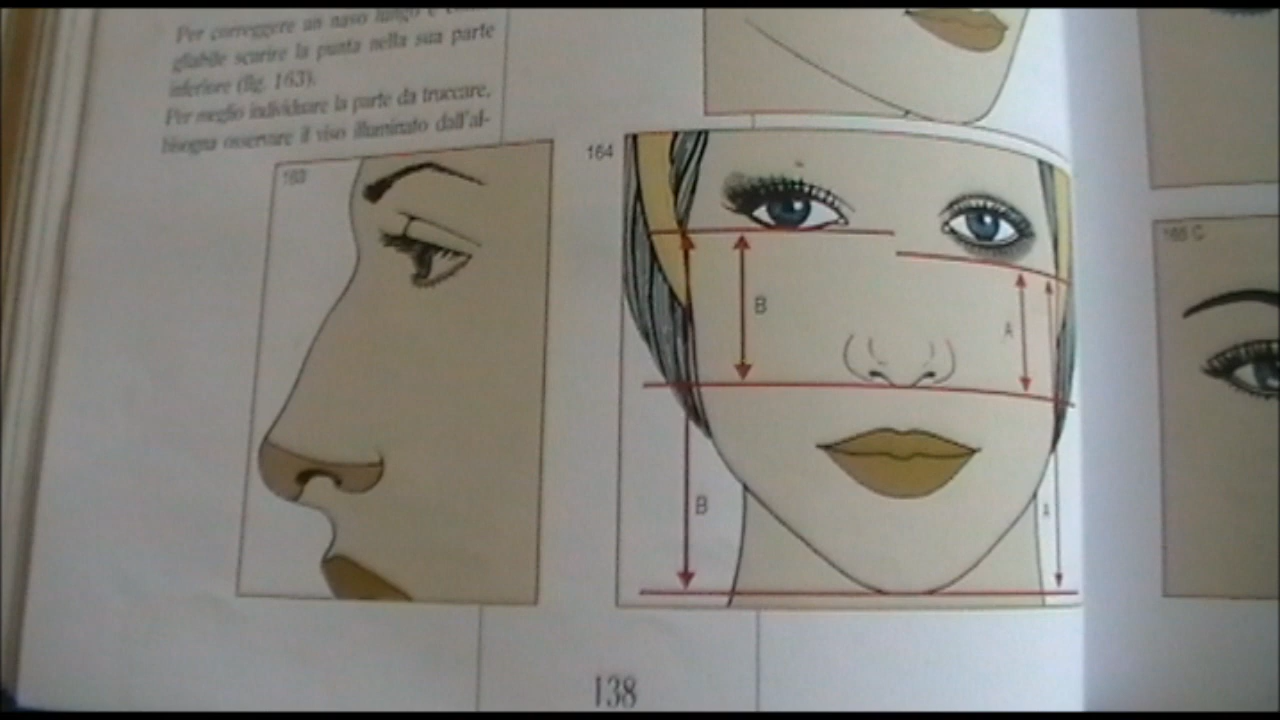 Per correggere un naso lungo è
gliabile scurire la punta nella sua parte
inferiore (fig. 163).
Per meglio individuare la parte da truccare,
bisogna osservare il viso illuminato dall'al-
163
164
B
A
B
A
165 C
138